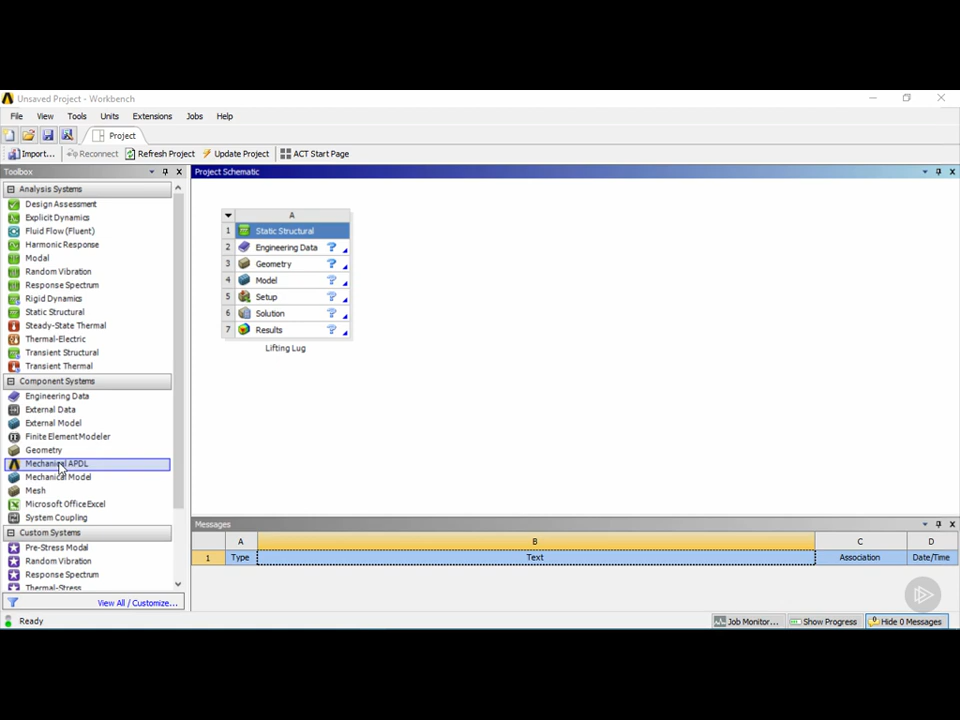 Unsaved Project - Workbench
File View Tools Units Extensions Jobs Help
Project
Import... Reconnect Refresh Project Update Project ACT Start Page
Toolbox
Analysis Systems
Design Assessment
Explicit Dynamics
Fluid Flow (Fluent)
Harmonic Response
Modal
Random Vibration
Response Spectrum
Rigid Dynamics
Static Structural
Steady-State Thermal
Thermal-Electric
Transient Structural
Transient Thermal
Component Systems
Engineering Data
External Data
External Model
Finite Element Modeler
Geometry
Mechanical APDL
Mechanical Model
Mesh
Microsoft Office Excel
System Coupling
Custom Systems
Pre-Stress Modal
Random Vibration
Response Spectrum
Thermal-Stress
View All / Customize...
Project Schematic
A
1 Static Structural
2 Engineering Data ?
3 Geometry ?
4 Model ?
5 Setup ?
6 Solution ?
7 Results ?
Lifting Lug
Messages
A B C D
1 Type Text Association Date/Time
Ready
Job Monitor... Show Progress Hide 0 Messages